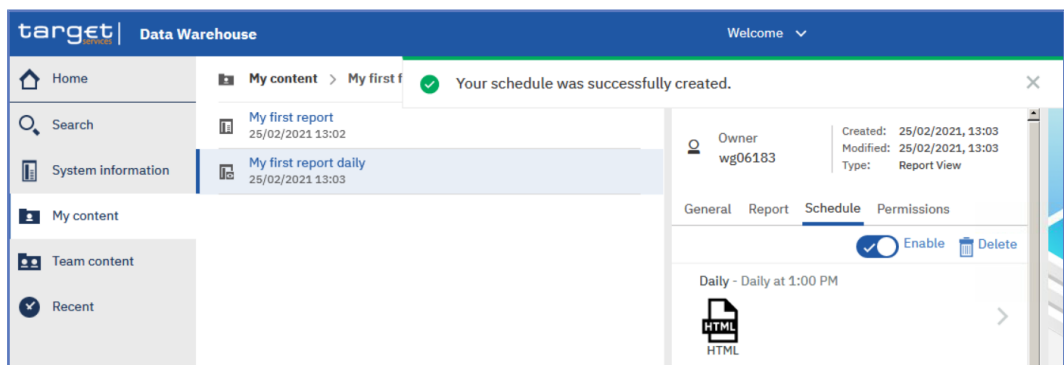 target services Data Warehouse
Welcome
Home
Search
System information
My content
Team content
Recent
My content > My first f
Your schedule was successfully created.
My first report
25/02/2021 13:02
My first report daily
25/02/2021 13:03
Owner
wg06183
Created: 25/02/2021, 13:03
Modified: 25/02/2021, 13:03
Type: Report View
General Report Schedule Permissions
Enable Delete
Daily - Daily at 1:00 PM
HTML
HTML